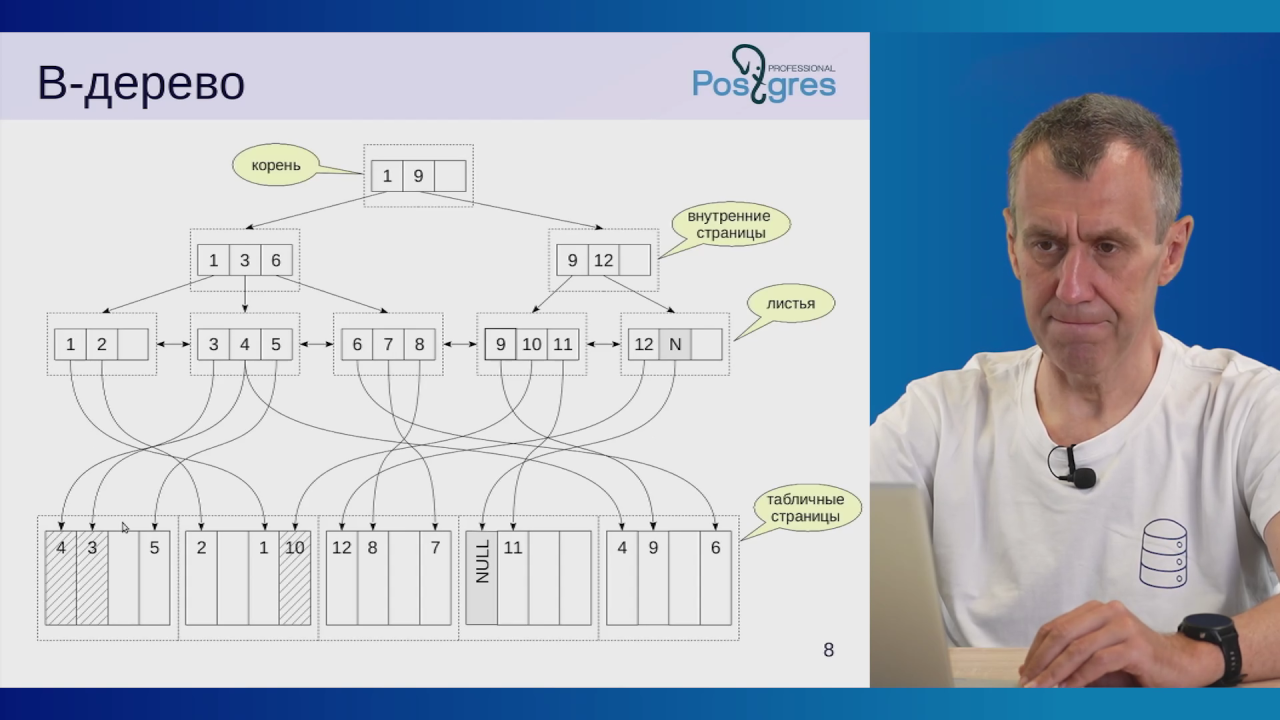 В-дерево
PROFESSIONAL
Postgres
корень
1 9
внутренние
страницы
1 3 6
9 12
листья
1 2
3 4 5
6 7 8
9 10 11
12 N
табличные
страницы
4 3 5
2 1 10
12 8 7
NULL 11
4 9 6
8